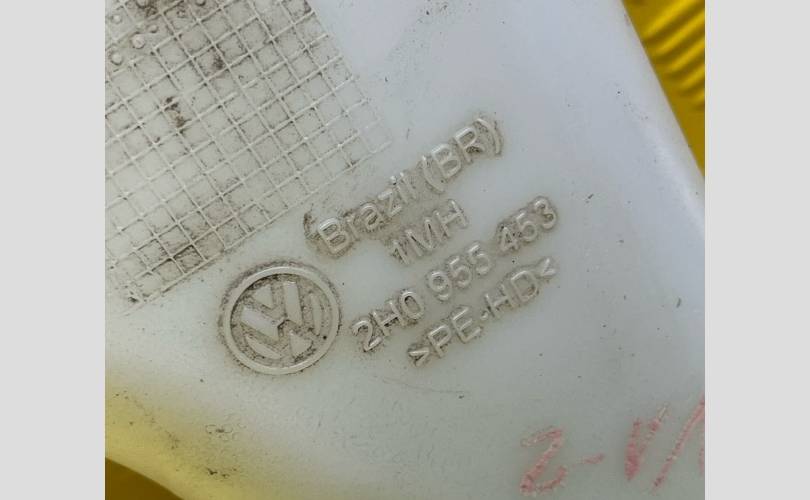 Brazil (BR)
1MH
2H0 955 453
>PE-HD<